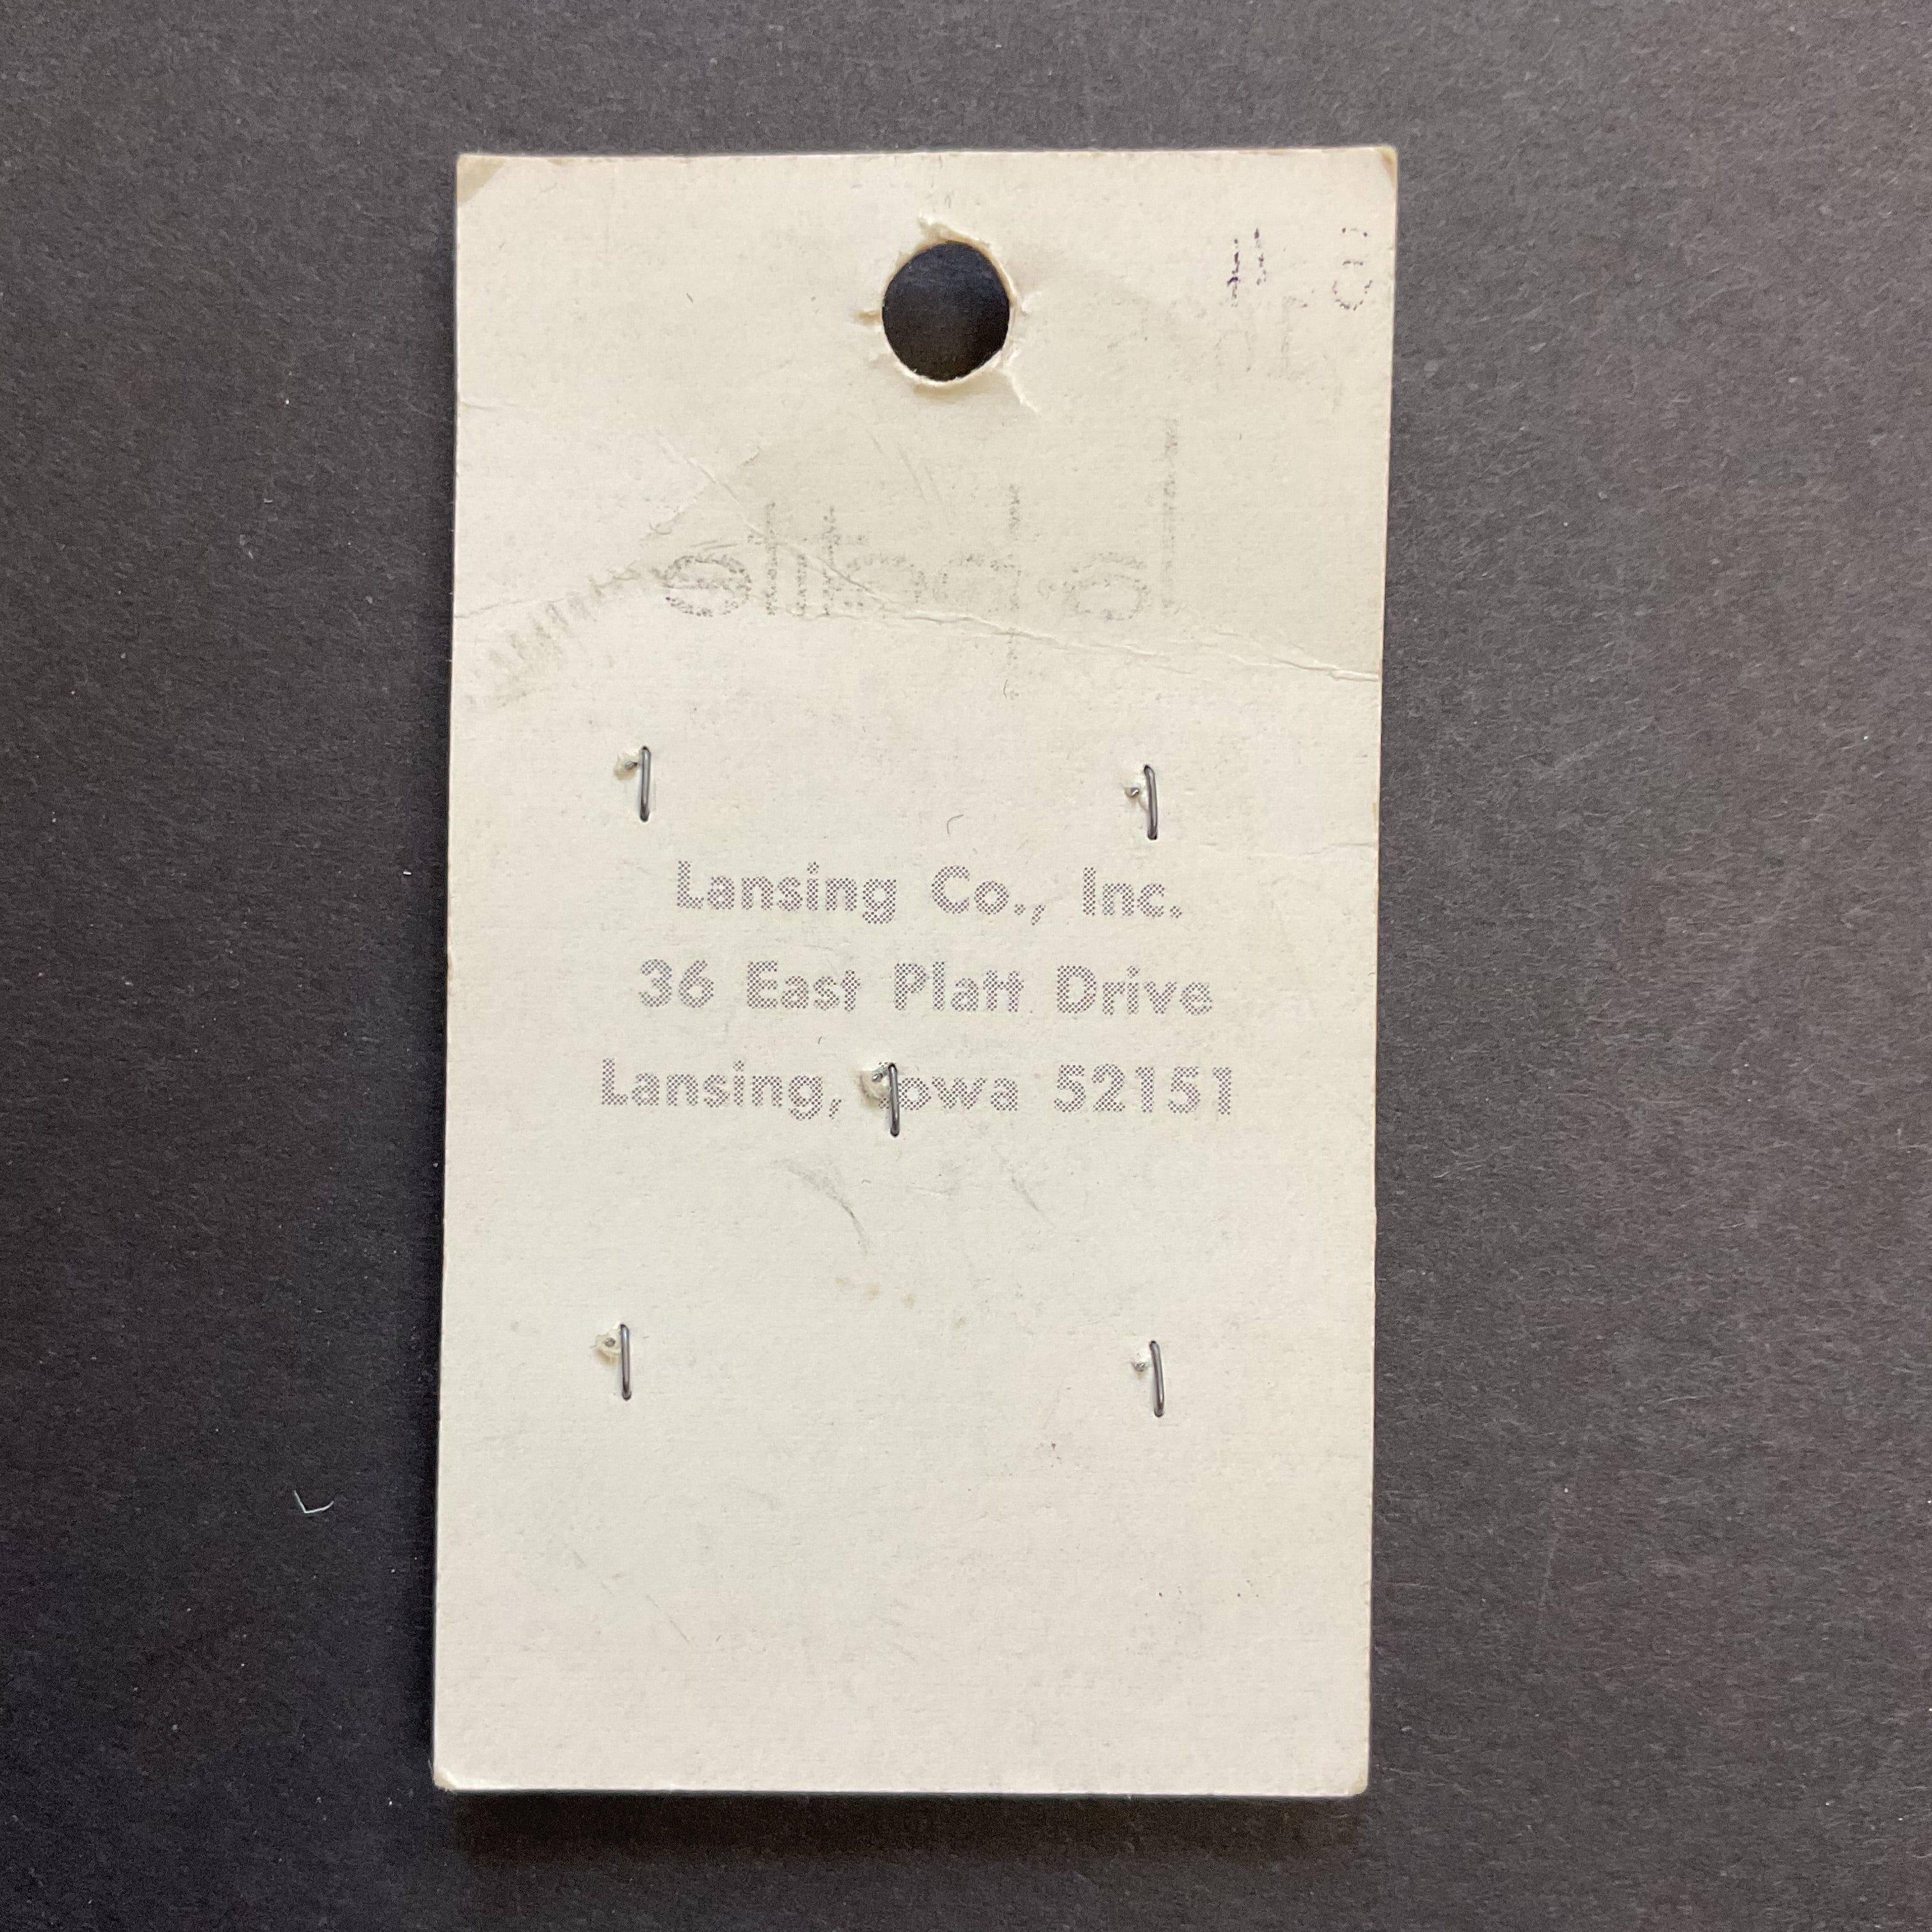 Lansing Co., Inc.
36 East Platt Drive
Lansing, Iowa 52151